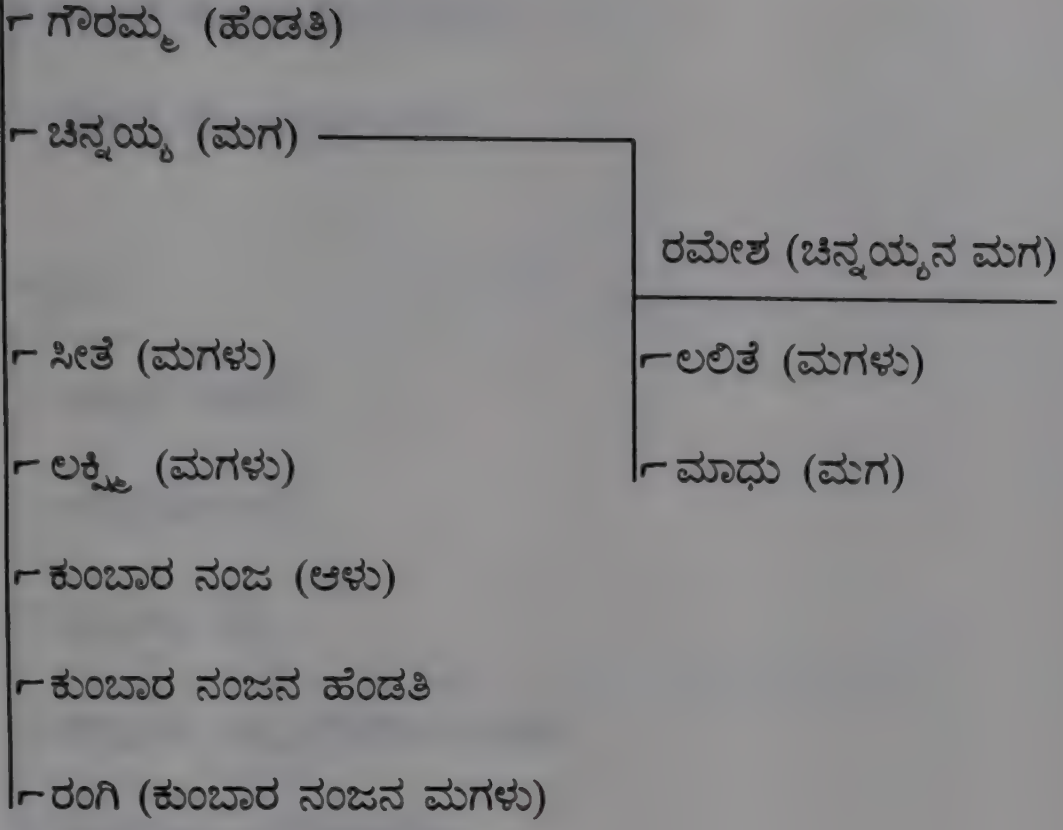 ಗೌರಮ್ಮ (ಹೆಂಡತಿ)
ಚಿನ್ನಯ್ಯ (ಮಗ)
ರಮೇಶ (ಚಿನ್ನಯ್ಯನ ಮಗ)
ಸೀತೆ (ಮಗಳು)
ಲಲಿತೆ (ಮಗಳು)
ಲಕ್ಷ್ಮಿ (ಮಗಳು)
ಮಾಧು (ಮಗ)
ಕುಂಬಾರ ನಂಜ (ಆಳು)
ಕುಂಬಾರ ನಂಜನ ಹೆಂಡತಿ
ರಂಗಿ (ಕುಂಬಾರ ನಂಜನ ಮಗಳು)